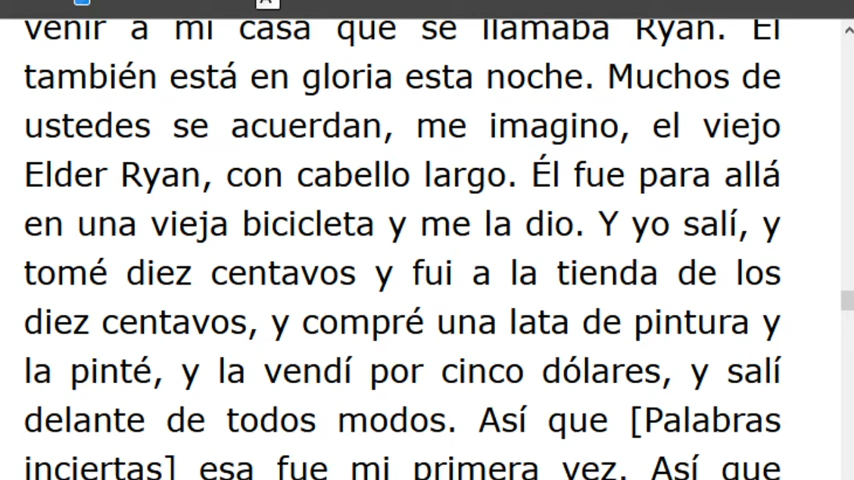 venir a mi casa que se llamaba Ryan. Él
también está en gloria esta noche. Muchos de
ustedes se acuerdan, me imagino, el viejo
Elder Ryan, con cabello largo. Él fue para allá
en una vieja bicicleta y me la dio. Y yo salí, y
tomé diez centavos y fui a la tienda de los
diez centavos, y compré una lata de pintura y
la pinté, y la vendí por cinco dólares, y salí
delante de todos modos. Así que [Palabras
inciertas] esa fue mi primera vez. Así que